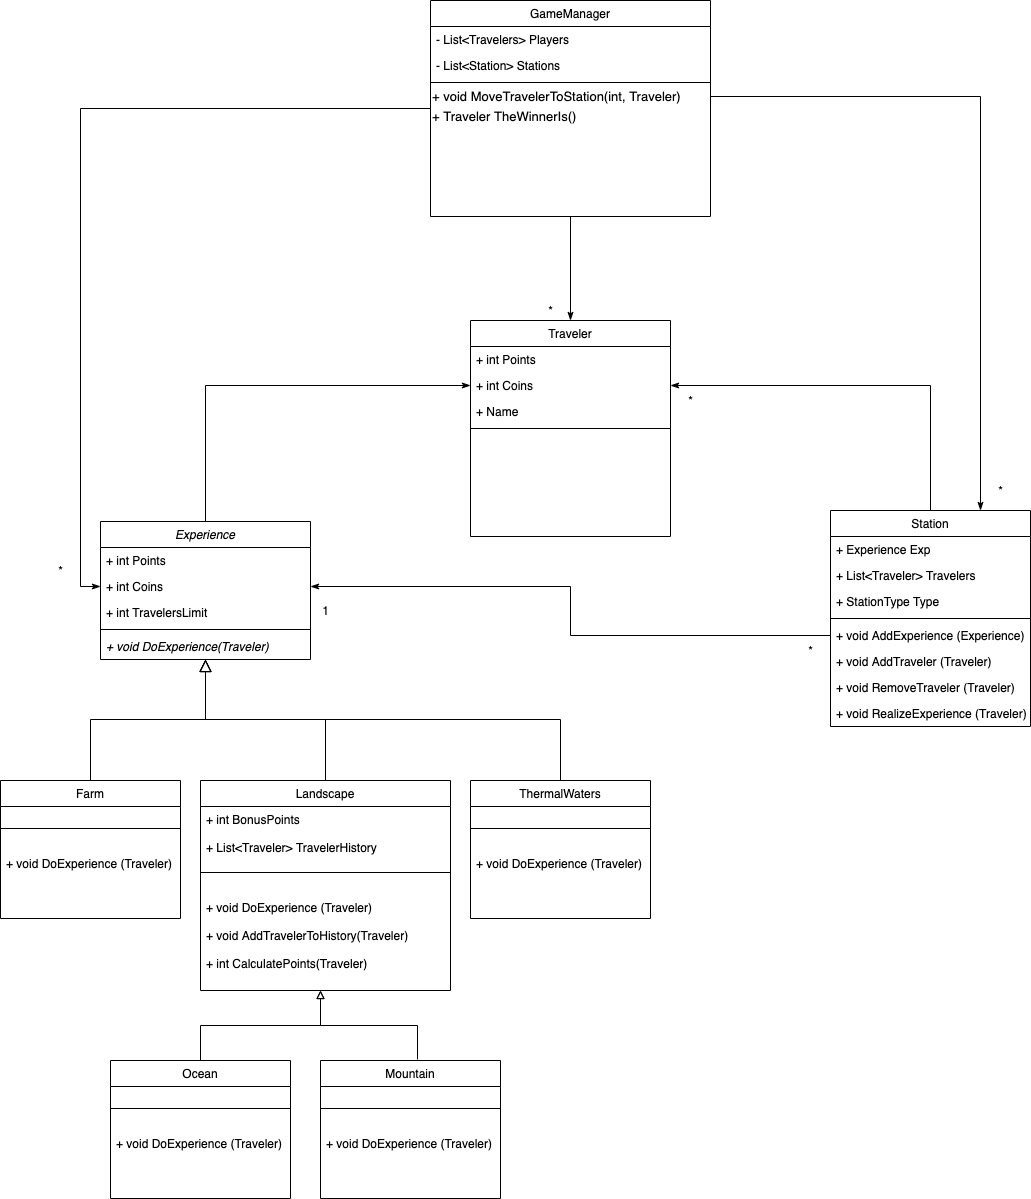 GameManager
- List<Travelers> Players
- List<Station> Stations
+ void MoveTravelerToStation(int, Traveler)
+ Traveler TheWinnerIs()
*
Traveler
+ int Points
+ int Coins
+ Name
*
*
Experience
+ int Points
+ int Coins
+ int TravelersLimit
+ void DoExperience(Traveler)
*
1
*
Station
+ Experience Exp
+ List<Traveler> Travelers
+ StationType Type
+ void AddExperience (Experience)
+ void AddTraveler (Traveler)
+ void RemoveTraveler (Traveler)
+ void RealizeExperience (Traveler)
Farm
+ void DoExperience (Traveler)
Landscape
+ int BonusPoints
+ List<Traveler> TravelerHistory
+ void DoExperience (Traveler)
+ void AddTravelerToHistory(Traveler)
+ int CalculatePoints(Traveler)
ThermalWaters
+ void DoExperience (Traveler)
Ocean
+ void DoExperience (Traveler)
Mountain
+ void DoExperience (Traveler)